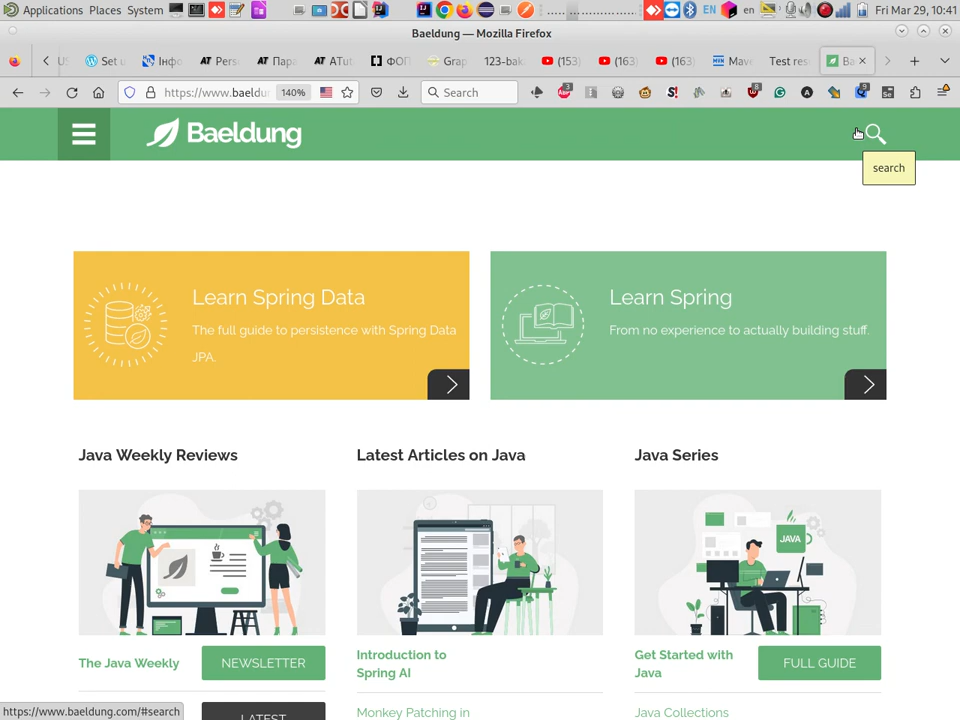 Applications Places System EN en Fri Mar 29, 10:41
Baeldung — Mozilla Firefox
Set u Інфо Pers Пара ATut ФОП Grap 123-bak (153) (163) (163) Mave Test res Ba
https://www.baeldu 140% Search
Baeldung
search
Learn Spring Data
The full guide to persistence with Spring Data
JPA.
Learn Spring
From no experience to actually building stuff.
Java Weekly Reviews
Latest Articles on Java
Java Series
JAVA
The Java Weekly
NEWSLETTER
Introduction to
Spring AI
Get Started with
Java
FULL GUIDE
LATEST
Monkey Patching in
Java Collections
https://www.baeldung.com/#search